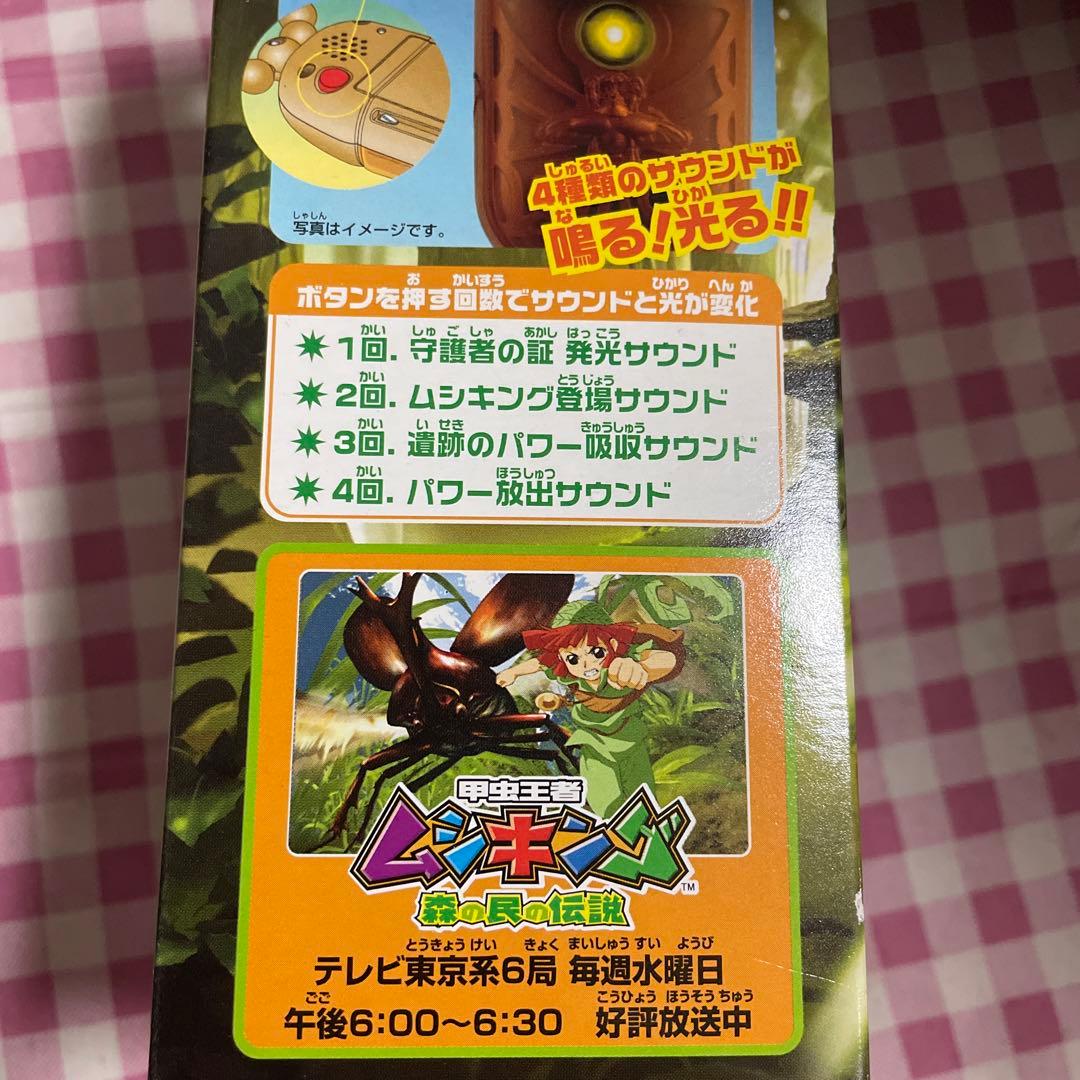 しゅるい
4種類のサウンドが
な ひか
鳴る!光る!!
しゃしん
写真はイメージです。
お かいすう ひかり へんか
ボタンを押す回数でサウンドと光が変化
かい しゅごしゃ あかし はっこう
1回. 守護者の証 発光サウンド
かい とうじょう
2回. ムシキング登場サウンド
かい いせき きゅうしゅう
3回. 遺跡のパワー吸収サウンド
かい ほうしゅつ
4回. パワー放出サウンド
甲虫王者
ムシキング™
森の民の伝説
とうきょうけい きょく まいしゅうすい ようび
テレビ東京系6局 毎週水曜日
ごご こうひょう ほうそうちゅう
午後6:00〜6:30 好評放送中